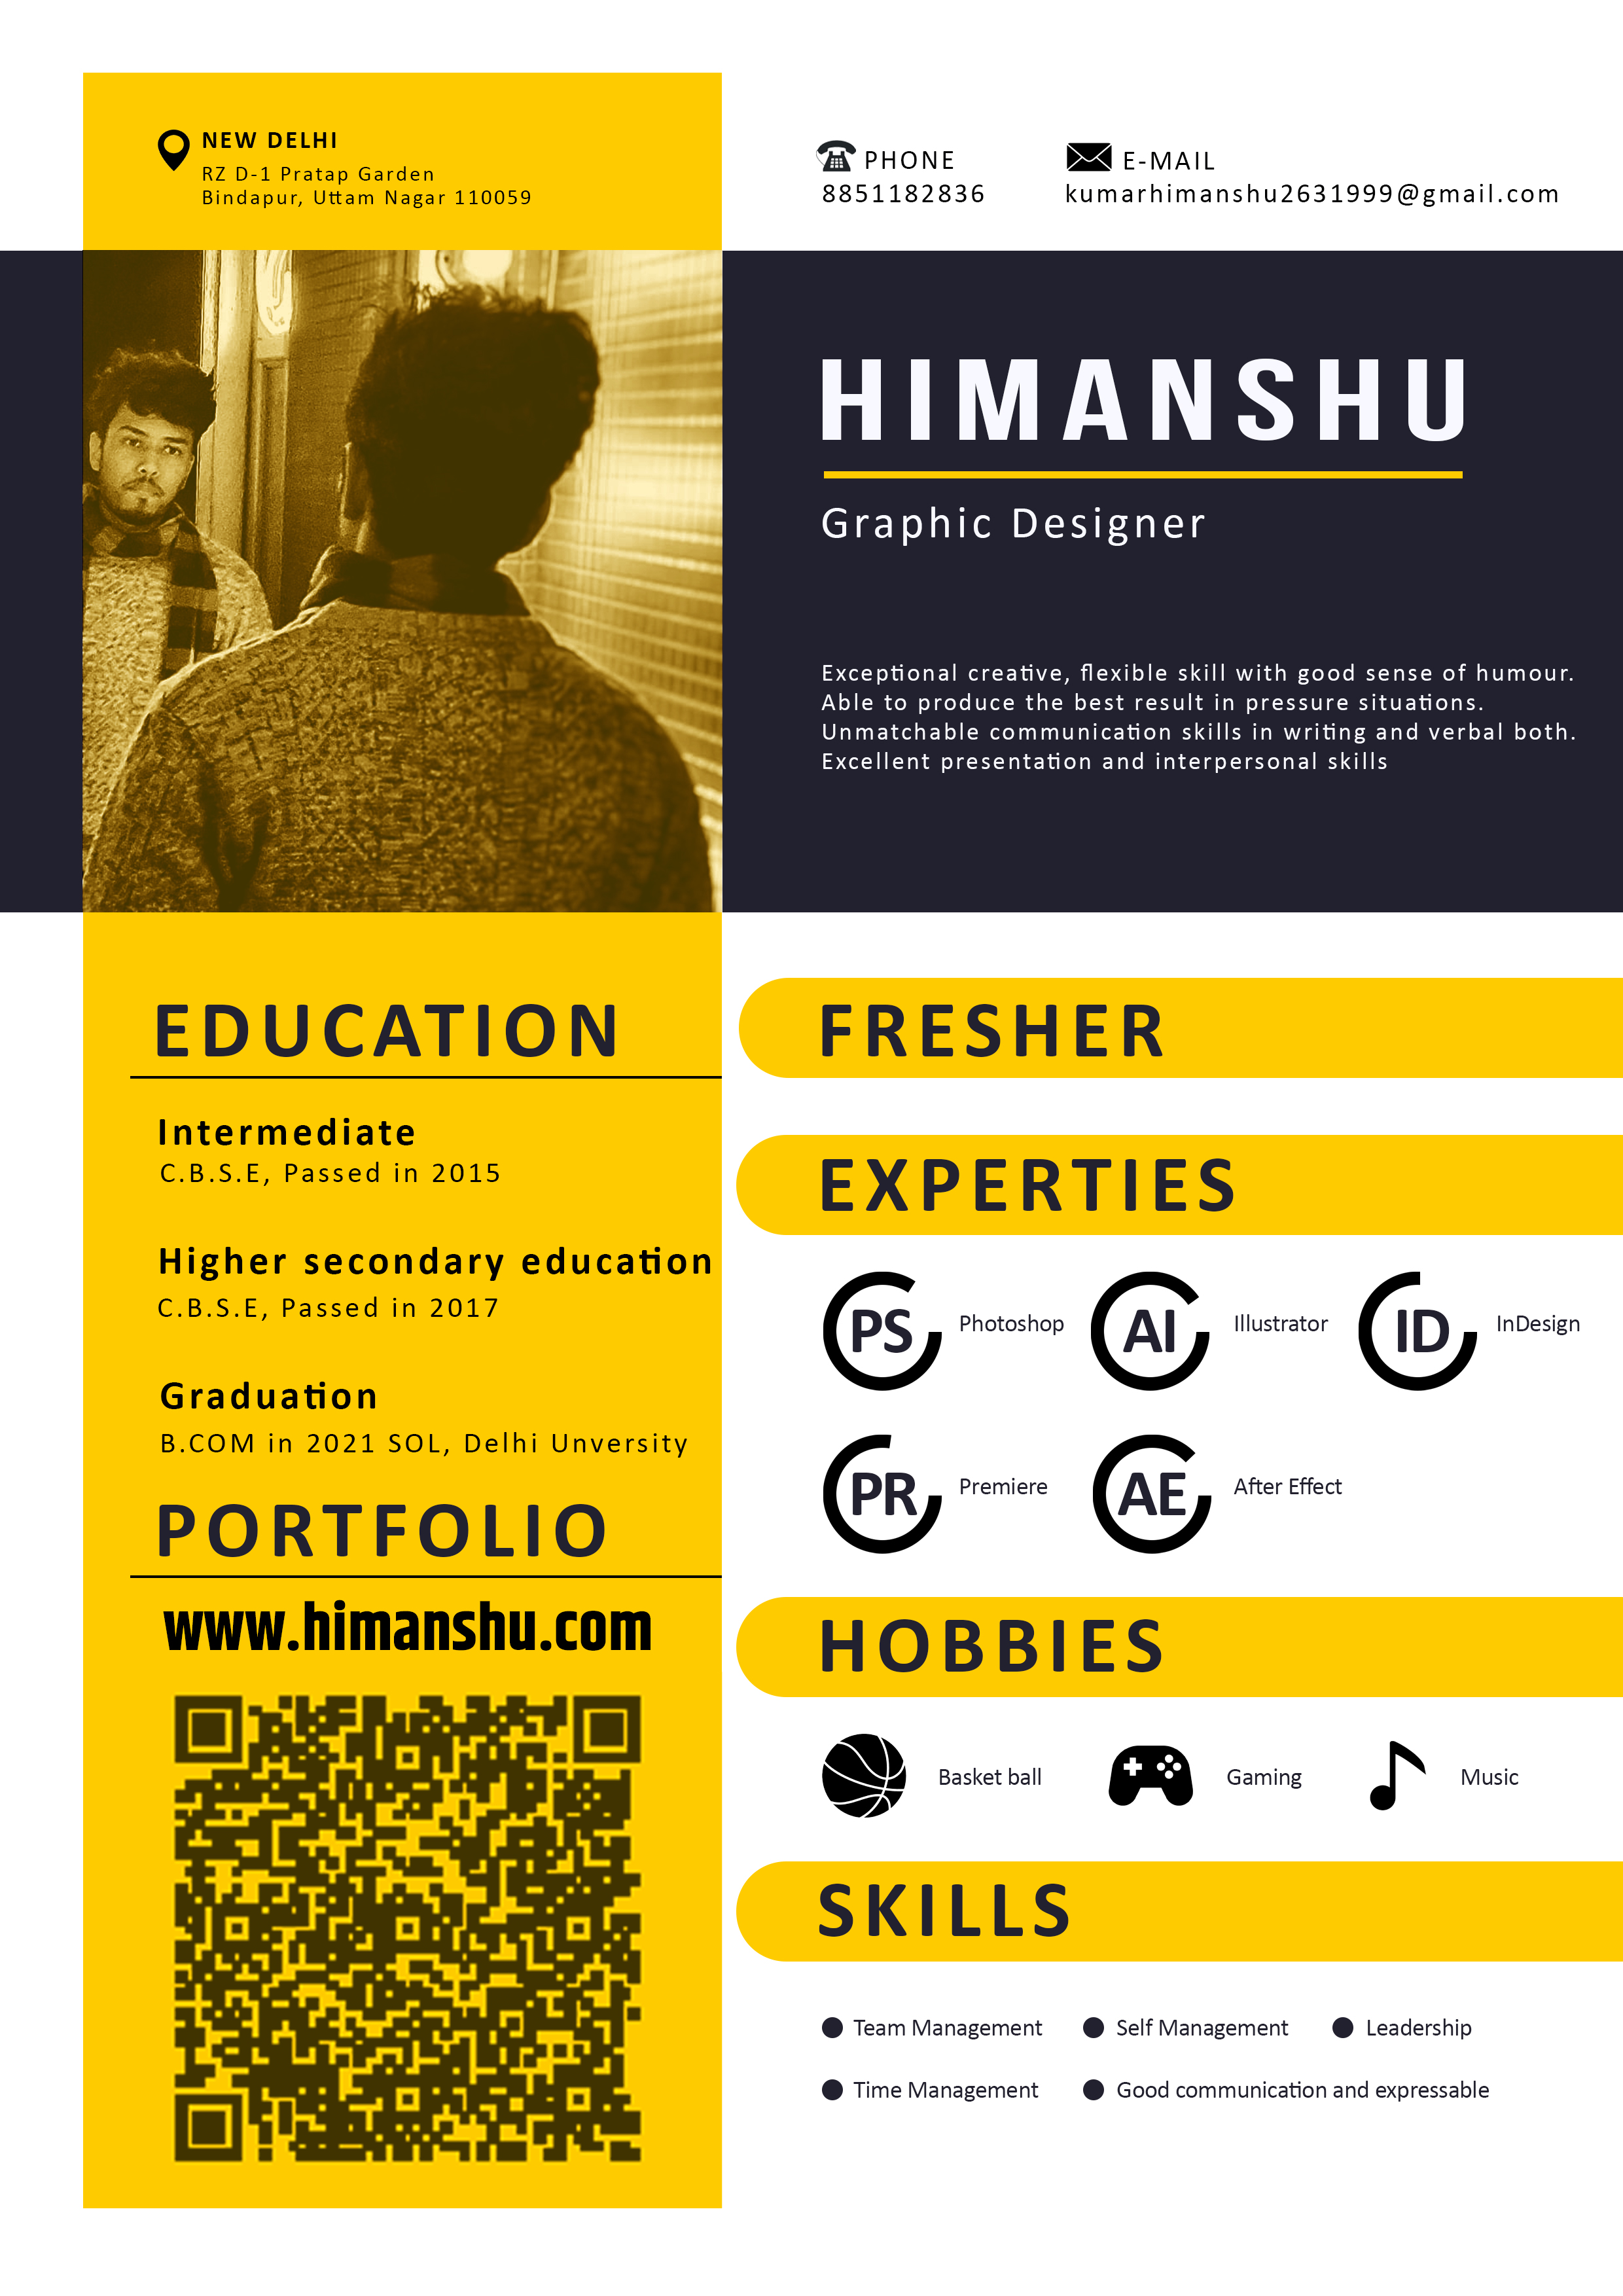 NEW DELHI
RZ D-1 Pratap Garden
Bindapur, Uttam Nagar 110059
PHONE
8851182836
E-MAIL
kumarhimanshu2631999@gmail.com
HIMANSHU
Graphic Designer
Exceptional creative, flexible skill with good sense of humour.
Able to produce the best result in pressure situations.
Unmatchable communication skills in writing and verbal both.
Excellent presentation and interpersonal skills
EDUCATION
Intermediate
C.B.S.E, Passed in 2015
Higher secondary education
C.B.S.E, Passed in 2017
Graduation
B.COM in 2021 SOL, Delhi Unversity
PORTFOLIO
www.himanshu.com
FRESHER
EXPERTIES
PS Photoshop
AI Illustrator
ID InDesign
PR Premiere
AE After Effect
HOBBIES
Basket ball
Gaming
Music
SKILLS
Team Management
Self Management
Leadership
Time Management
Good communication and expressable